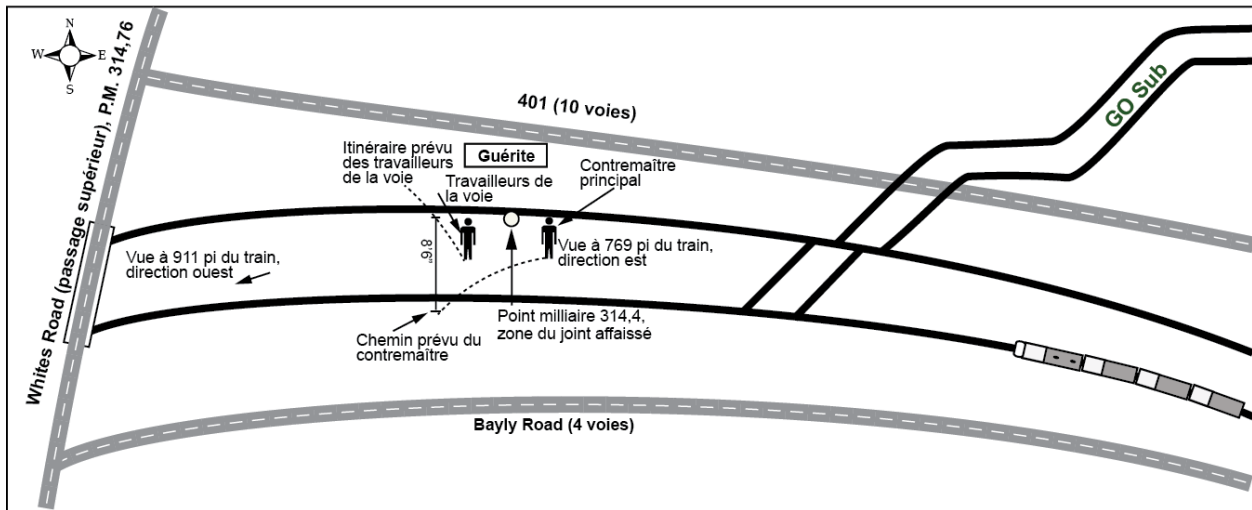 N
W E
S
Whites Road (passage supérieur), P.M. 314,76
401 (10 voies)
GO Sub
Itinéraire prévu
des travailleurs
de la voie
Guérite
Travailleurs de
la voie
Contremaître
principal
8'6"
Vue à 911 pi du train,
direction ouest
Vue à 769 pi du train,
direction est
Point milliaire 314,4,
zone du joint affaissé
Chemin prévu du
contremaître
Bayly Road (4 voies)